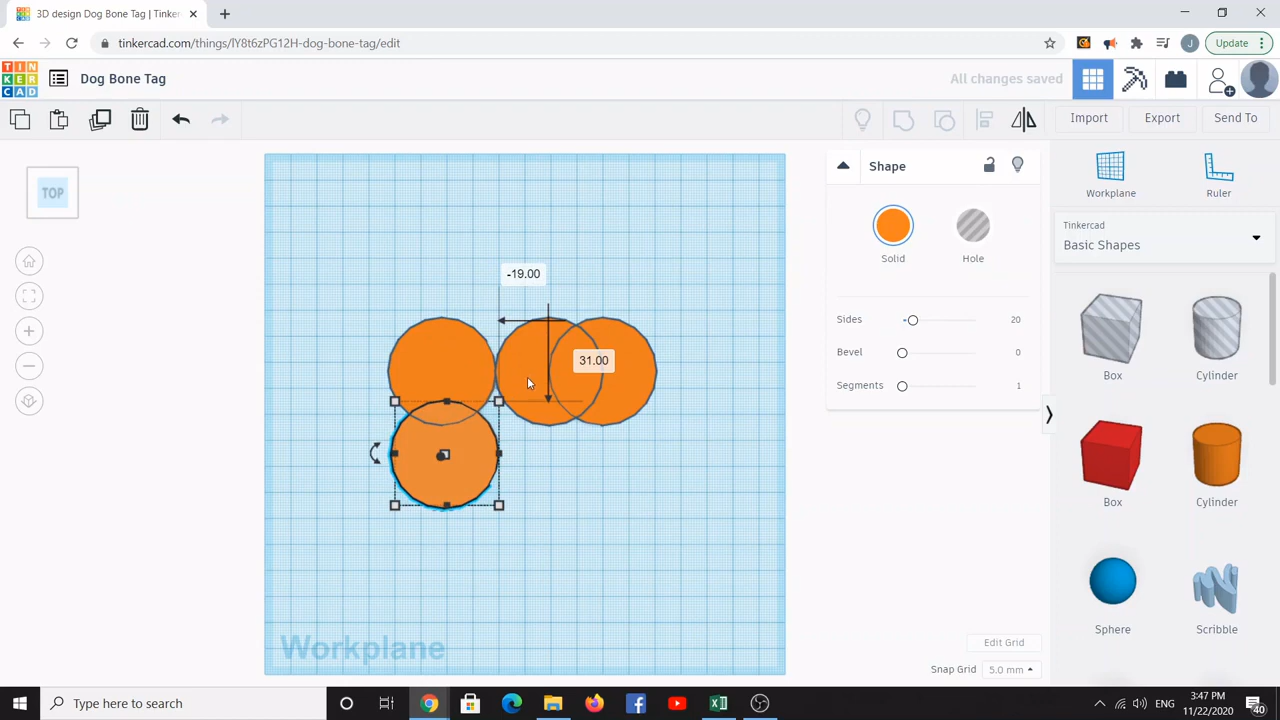 3D design Dog Bone Tag | Tinker
tinkercad.com/things/lY8t6zPG12H-dog-bone-tag/edit
J
Update
TIN
KER
CAD
Dog Bone Tag
All changes saved
Import
Export
Send To
TOP
Shape
Solid
Hole
Sides
20
Bevel
0
Segments
1
Workplane
Ruler
Tinkercad
Basic Shapes
Box
Cylinder
Box
Cylinder
Sphere
Scribble
-19.00
31.00
Workplane
Edit Grid
Snap Grid
5.0 mm
Type here to search
ENG
3:47 PM
11/22/2020
40